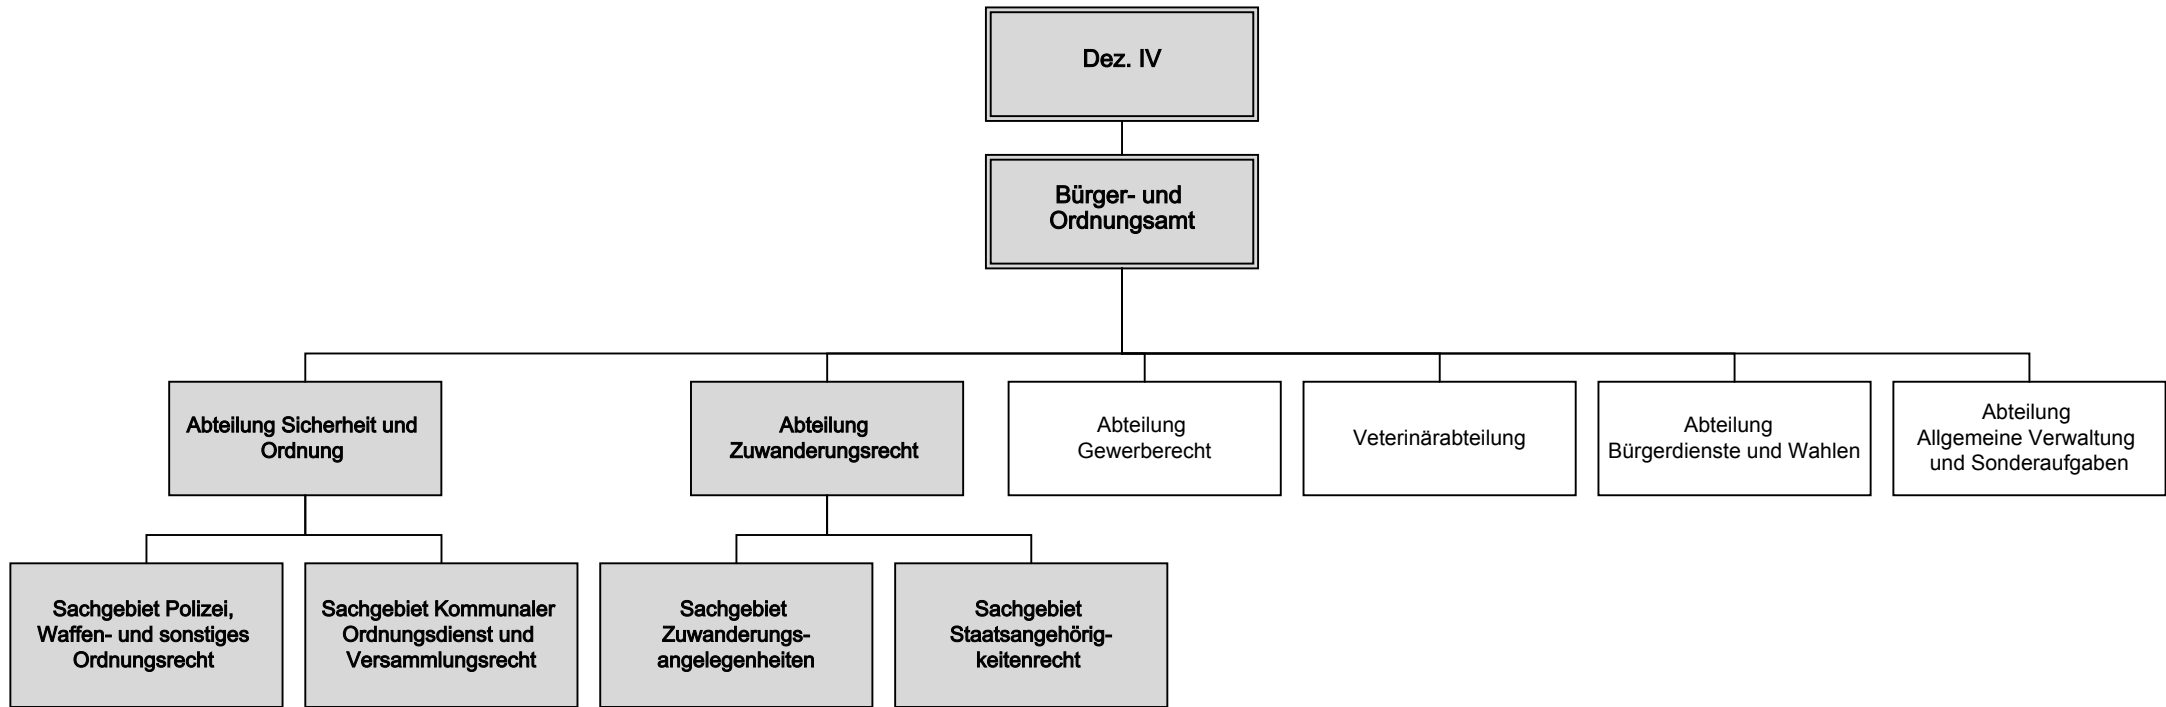 Dez. IV
Bürger- und
Ordnungsamt
Abteilung Sicherheit und
Ordnung
Abteilung
Zuwanderungsrecht
Abteilung
Gewerberecht
Veterinärabteilung
Abteilung
Bürgerdienste und Wahlen
Abteilung
Allgemeine Verwaltung
und Sonderaufgaben
Sachgebiet Polizei,
Waffen- und sonstiges
Ordnungsrecht
Sachgebiet Kommunaler
Ordnungsdienst und
Versammlungsrecht
Sachgebiet
Zuwanderungs-
angelegenheiten
Sachgebiet
Staatsangehörig-
keitenrecht